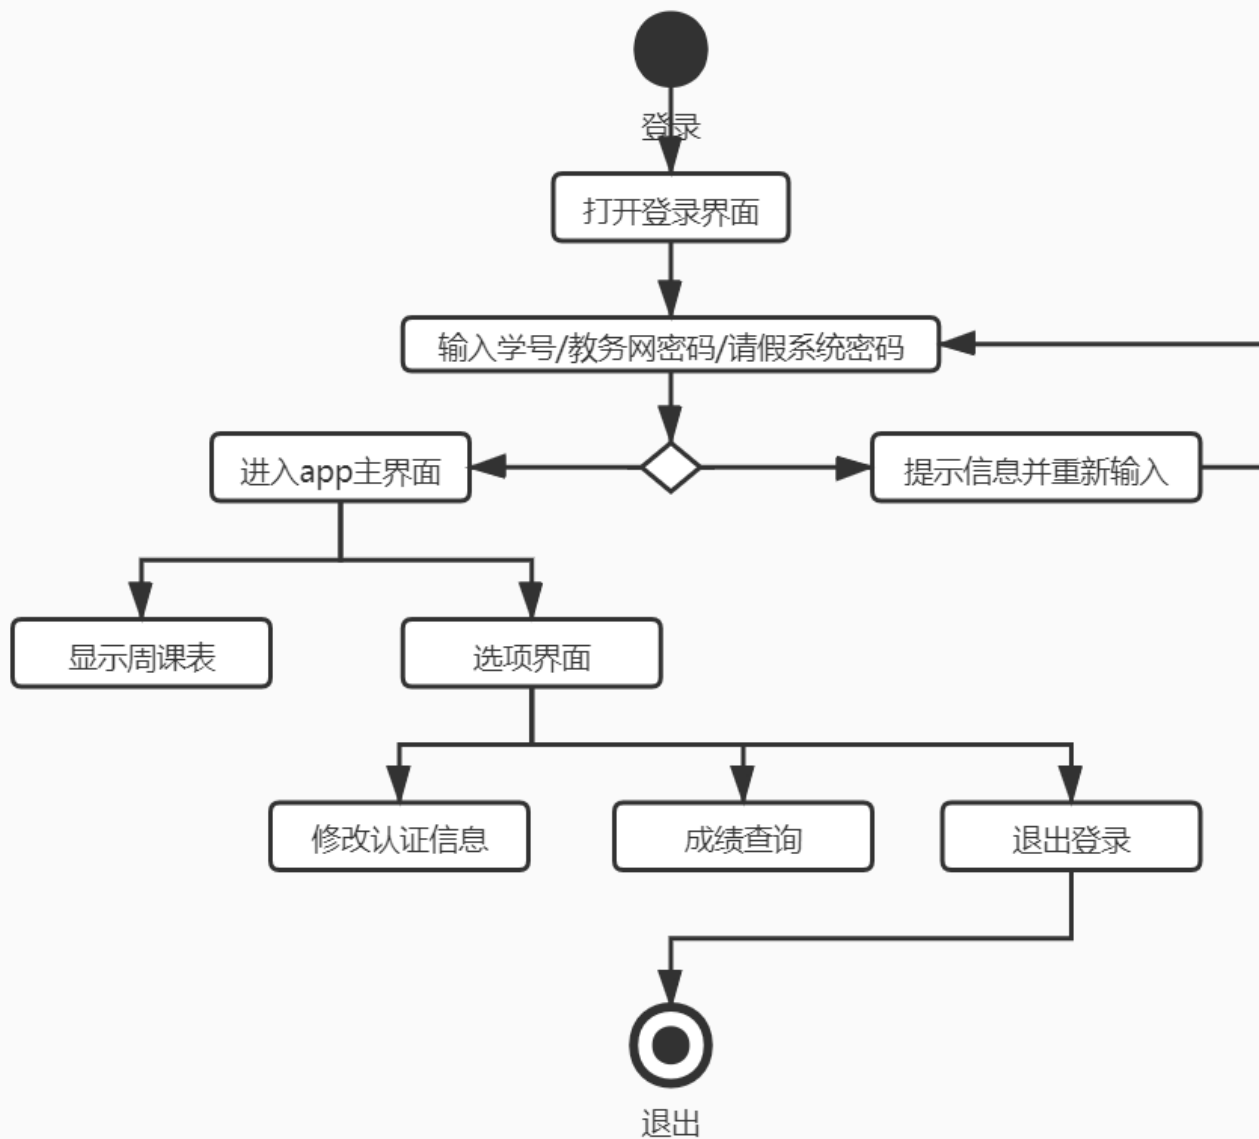 登录
打开登录界面
输入学号/教务网密码/请假系统密码
进入app主界面
提示信息并重新输入
显示周课表
选项界面
修改认证信息
成绩查询
退出登录
退出